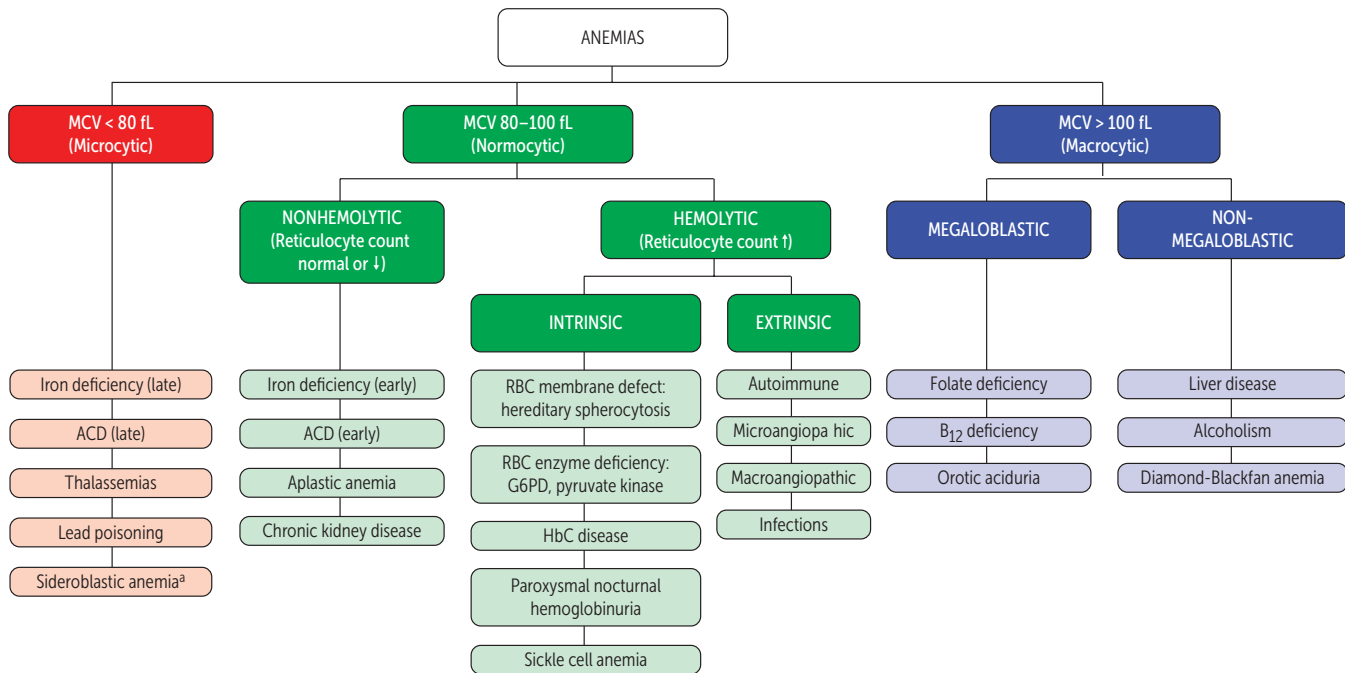 ANEMIAS
MCV < 80 fL
(Microcytic)
MCV 80–100 fL
(Normocytic)
MCV > 100 fL
(Macrocytic)
NONHEMOLYTIC
(Reticulocyte count
normal or ↓)
HEMOLYTIC
(Reticulocyte count ↑)
MEGALOBLASTIC
NON-
MEGALOBLASTIC
INTRINSIC
EXTRINSIC
Iron deficiency (late)
ACD (late)
Thalassemias
Lead poisoning
Sideroblastic anemiaᵃ
Iron deficiency (early)
ACD (early)
Aplastic anemia
Chronic kidney disease
RBC membrane defect:
hereditary spherocytosis
RBC enzyme deficiency:
G6PD, pyruvate kinase
HbC disease
Paroxysmal nocturnal
hemoglobinuria
Sickle cell anemia
Autoimmune
Microangiopa hic
Macroangiopathic
Infections
Folate deficiency
B₁₂ deficiency
Orotic aciduria
Liver disease
Alcoholism
Diamond-Blackfan anemia